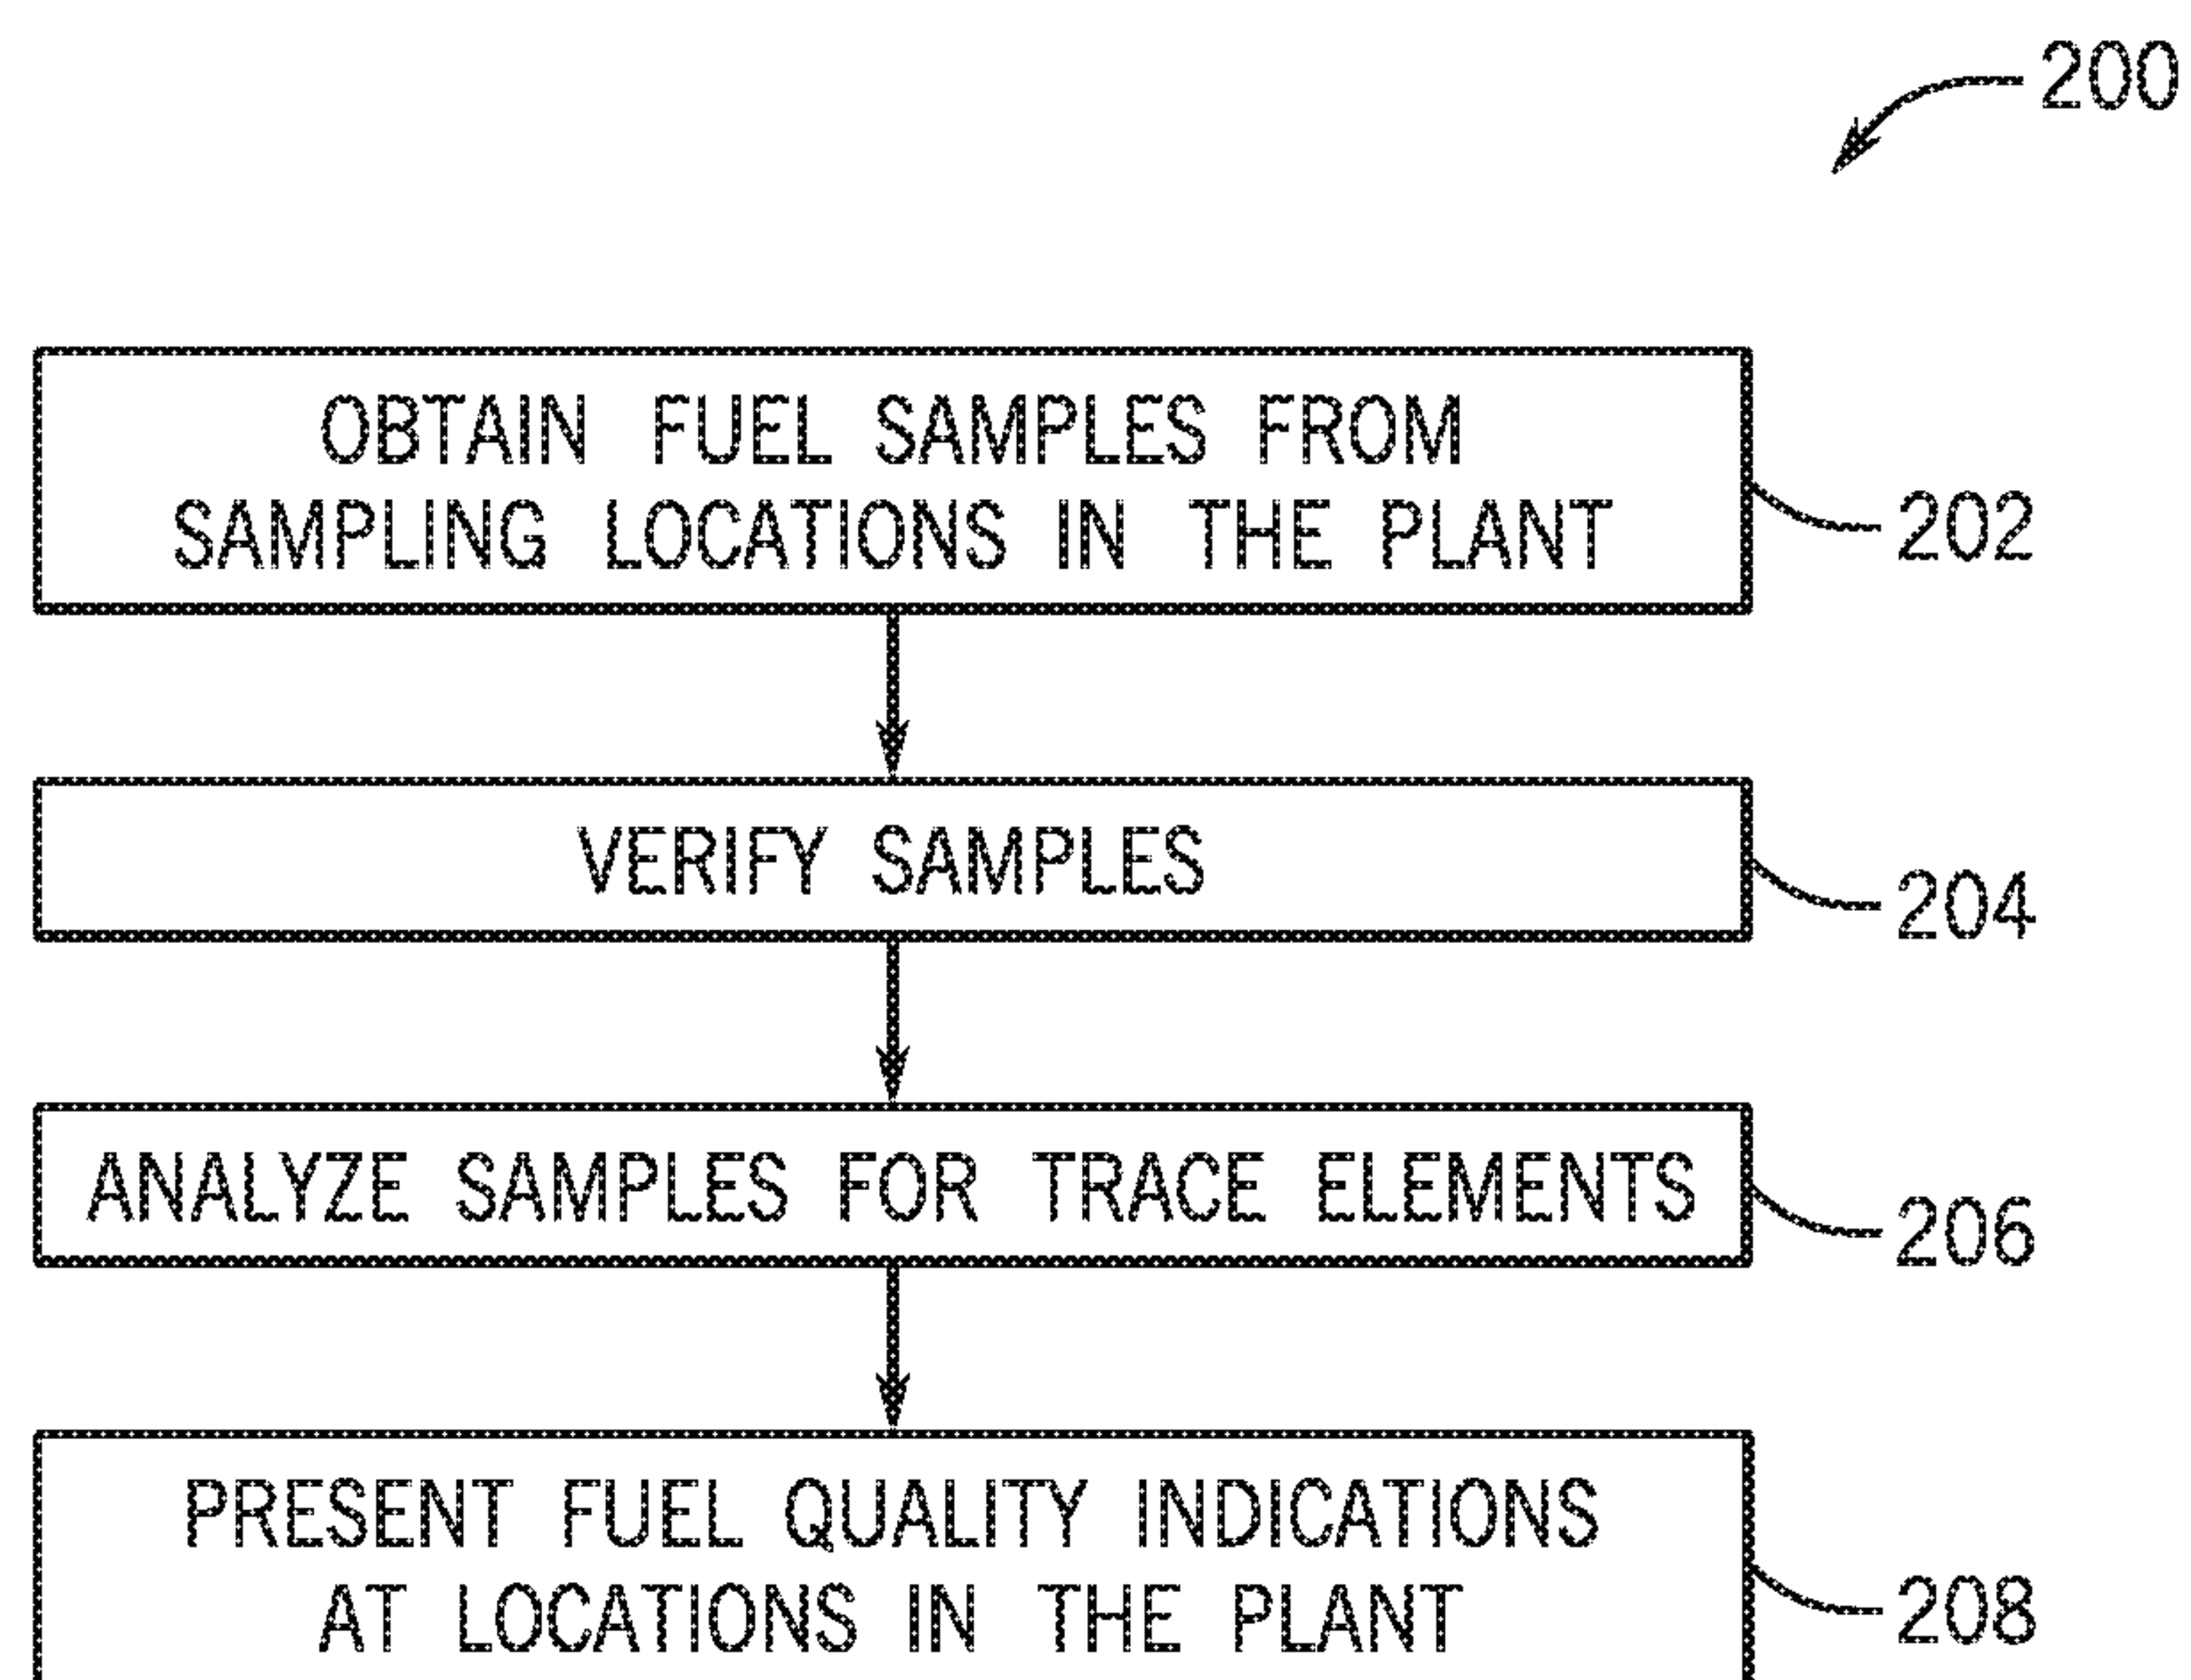 200
OBTAIN FUEL SAMPLES FROM
SAMPLING LOCATIONS IN THE PLANT
202
VERIFY SAMPLES
204
ANALYZE SAMPLES FOR TRACE ELEMENTS
206
PRESENT FUEL QUALITY INDICATIONS
AT LOCATIONS IN THE PLANT
208